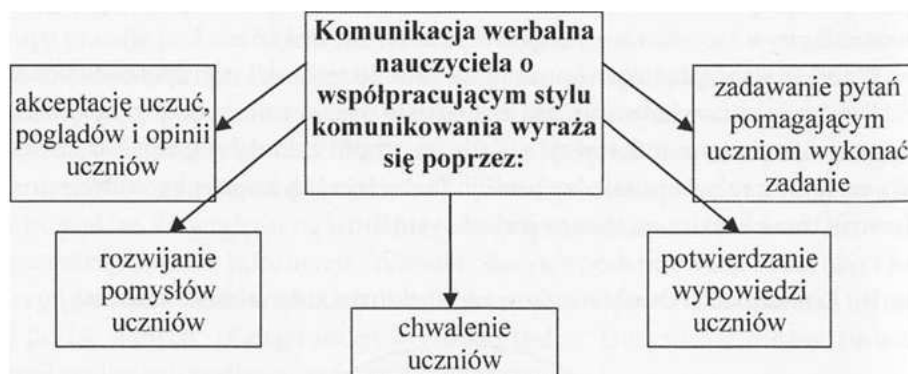 Komunikacja werbalna
nauczyciela o
współpracującym stylu
komunikowania wyraża
się poprzez:
akceptację uczuć,
poglądów i opinii
uczniów
zadawanie pytań
pomagającym
uczniom wykonać
zadanie
rozwijanie
pomysłów
uczniów
chwalenie
uczniów
potwierdzanie
wypowiedzi
uczniów